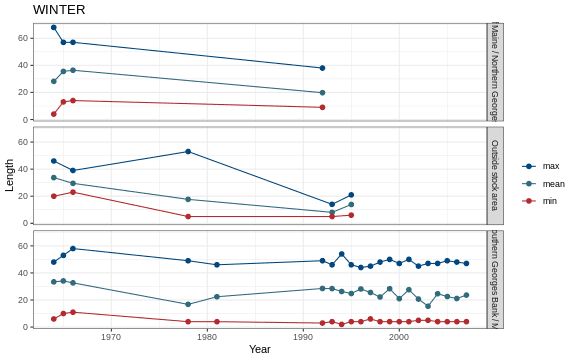 WINTER
Maine / Northern George
Outside stock area
outhern Georges Bank / M
60
40
20
0
60
40
20
0
60
40
20
0
Length
1970 1980 1990 2000
Year
max
mean
min